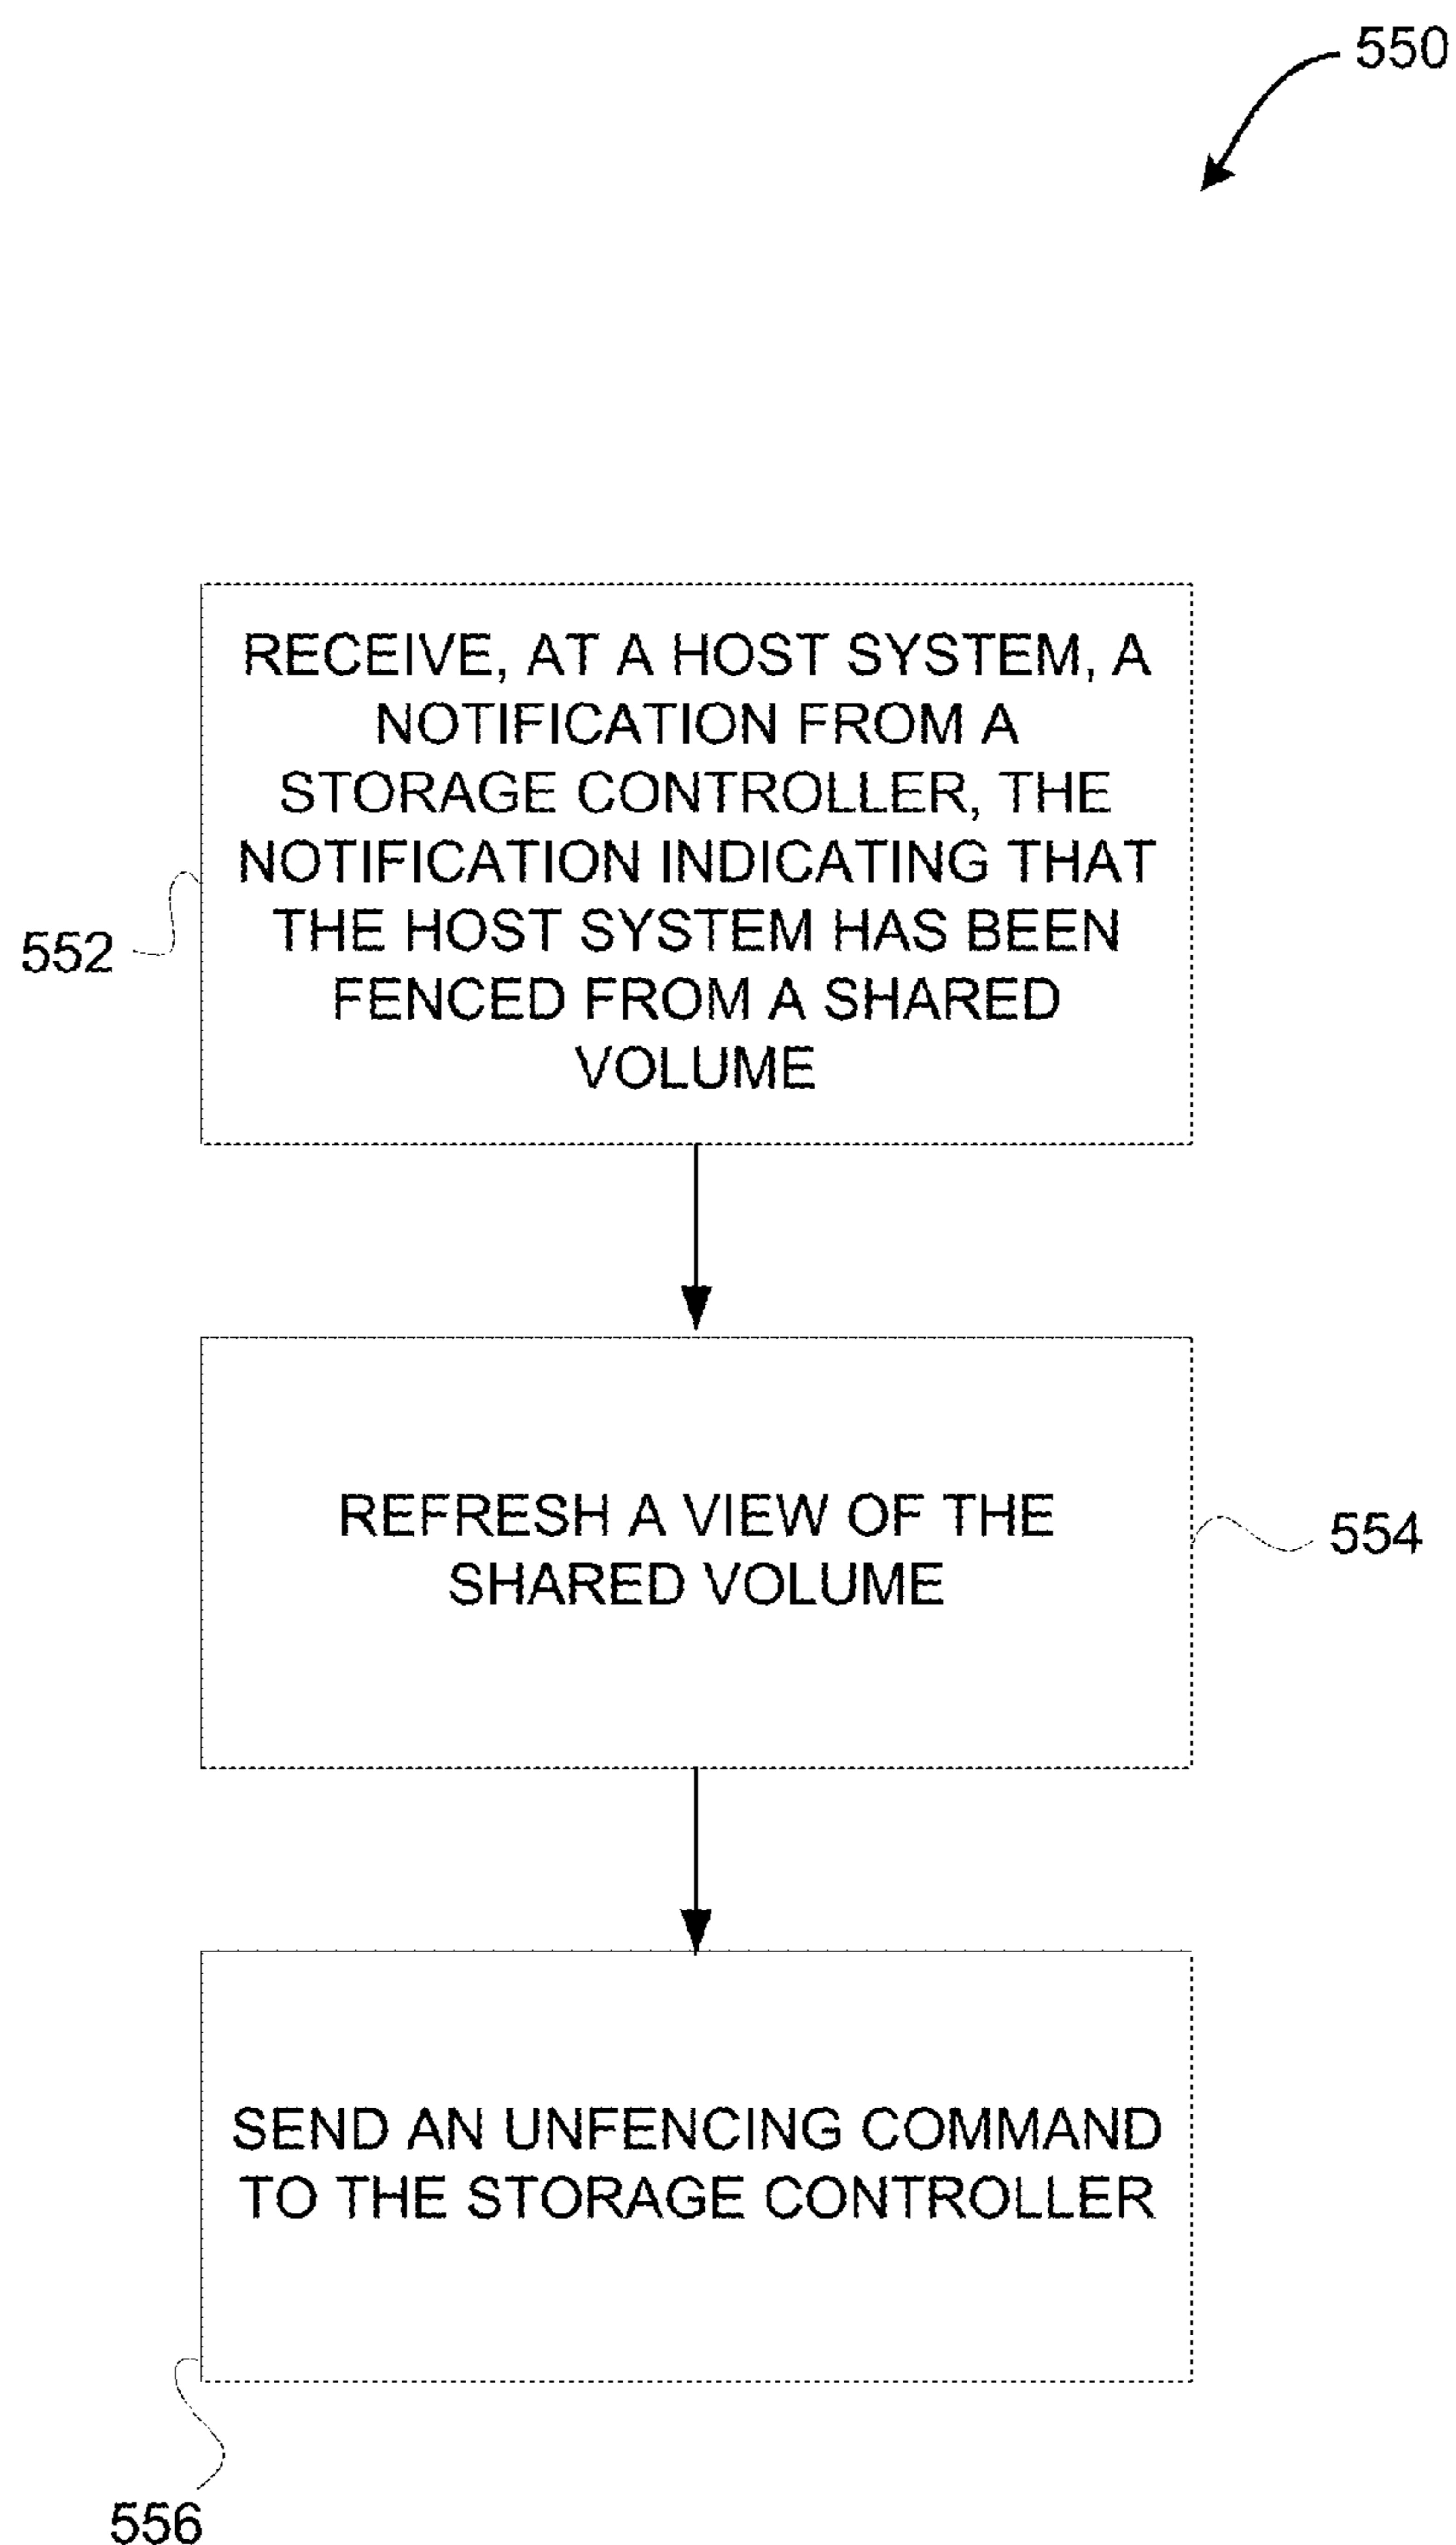 550
RECEIVE, AT A HOST SYSTEM, A
NOTIFICATION FROM A
STORAGE CONTROLLER, THE
NOTIFICATION INDICATING THAT
THE HOST SYSTEM HAS BEEN
FENCED FROM A SHARED
VOLUME
552
REFRESH A VIEW OF THE
SHARED VOLUME
554
SEND AN UNFENCING COMMAND
TO THE STORAGE CONTROLLER
556